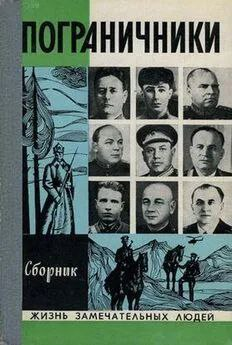 ПОГРАНИЧНИКИ
Сборник
ЖИЗНЬ ЗАМЕЧАТЕЛЬНЫХ ЛЮДЕЙ